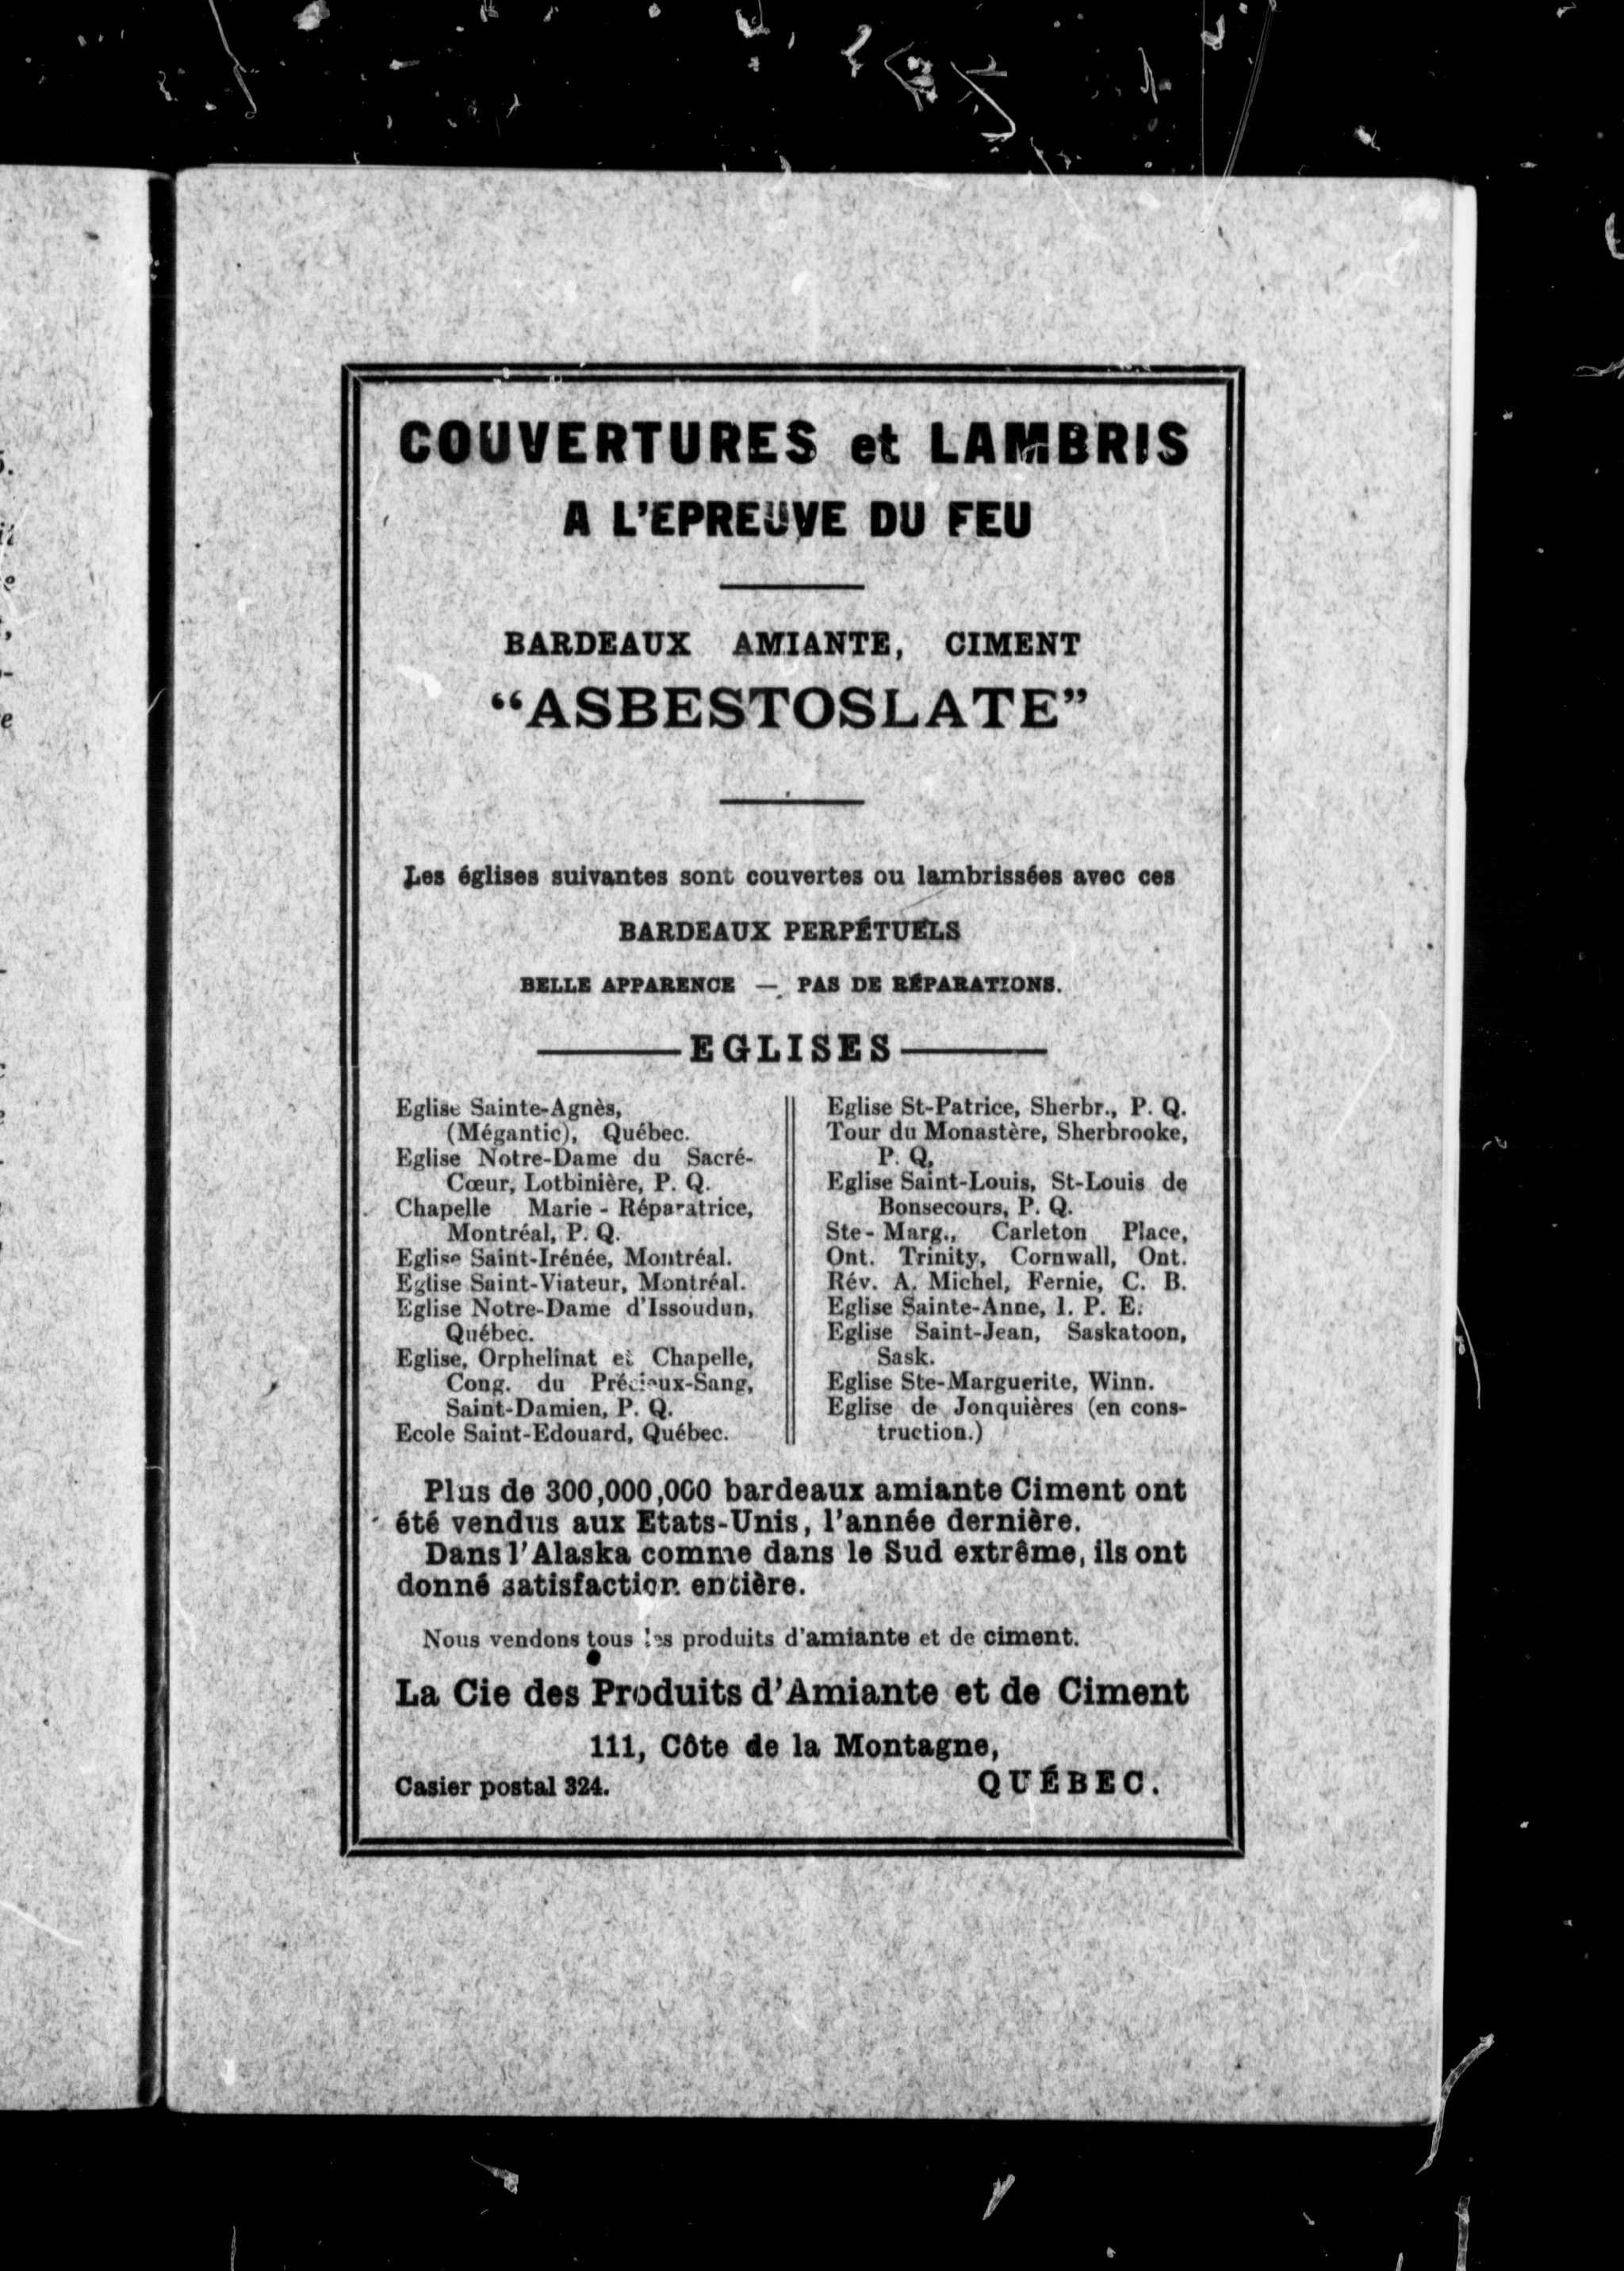 COUVERTURES et LAMBRIS
A L'EPREUVE DU FEU
BARDEAUX AMIANTE, CIMENT
“ASBESTOSLATE”
Les églises suivantes sont couvertes ou lambrissées avec ces
BARDEAUX PERPÉTUELS
BELLE APPARENCE — PAS DE RÉPARATIONS.
EGLISES
Eglise Sainte-Agnès,
(Mégantic), Québec.
Eglise Notre-Dame du Sacré-
Cœur, Lotbinière, P. Q.
Chapelle Marie - Réparatrice,
Montréal, P. Q.
Eglise Saint-Irénée, Montréal.
Eglise Saint-Viateur, Montréal.
Eglise Notre-Dame d'Issoudun,
Québec.
Eglise, Orphelinat et Chapelle,
Cong. du Précieux-Sang,
Saint-Damien, P. Q.
Ecole Saint-Edouard, Québec.
Eglise St-Patrice, Sherbr., P. Q.
Tour du Monastère, Sherbrooke,
P. Q,
Eglise Saint-Louis, St-Louis de
Bonsecours, P. Q.
Ste-Marg., Carleton Place,
Ont. Trinity, Cornwall, Ont.
Rév. A. Michel, Fernie, C. B.
Eglise Sainte-Anne, I. P. E.
Eglise Saint-Jean, Saskatoon,
Sask.
Eglise Ste-Marguerite, Winn.
Eglise de Jonquières (en cons-
truction.)
Plus de 300,000,000 bardeaux amiante Ciment ont
été vendus aux Etats-Unis, l'année dernière.
Dans l'Alaska comme dans le Sud extrême, ils ont
donné satisfaction entière.
Nous vendons tous les produits d'amiante et de ciment.
La Cie des Produits d'Amiante et de Ciment
111, Côte de la Montagne,
Casier postal 324. QUÉBEC.